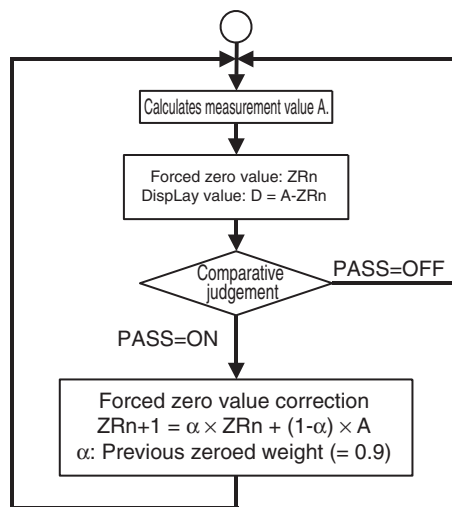 Calculates measurement value A.
Forced zero value: ZRn
DispLay value: D = A-ZRn
Comparative
judgement
PASS=OFF
PASS=ON
Forced zero value correction
ZRn+1 = α × ZRn + (1-α) × A
α: Previous zeroed weight (= 0.9)